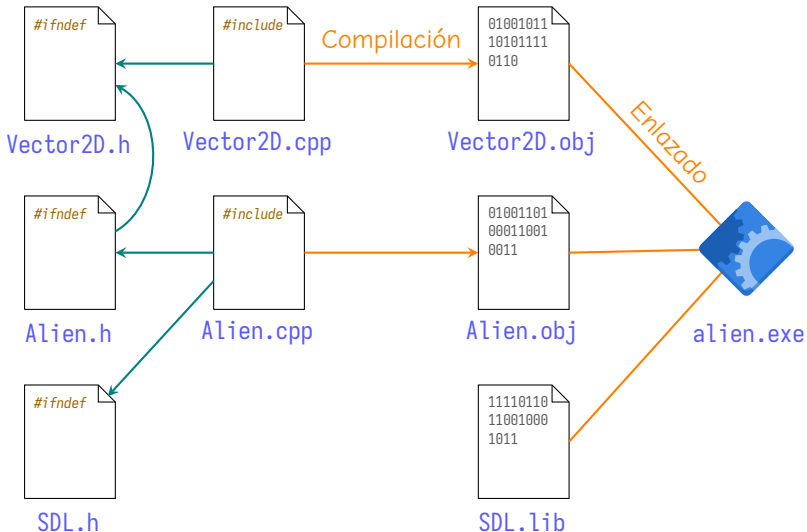 #ifndef
#include
Compilación
01001011
10101111
0110
Vector2D.h
Vector2D.cpp
Vector2D.obj
Enlazado
#ifndef
#include
01001101
00011001
0011
Alien.h
Alien.cpp
Alien.obj
alien.exe
#ifndef
11110110
11001000
1011
SDL.h
SDL.lib